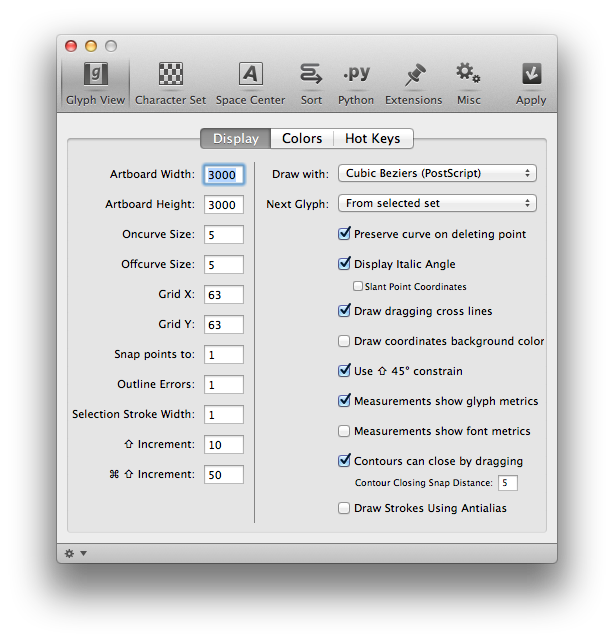 g
A
.py
Glyph View
Character Set
Space Center
Sort
Python
Extensions
Misc
Apply
Display
Colors
Hot Keys
Artboard Width: 3000
Artboard Height: 3000
Oncurve Size: 5
Offcurve Size: 5
Grid X: 63
Grid Y: 63
Snap points to: 1
Outline Errors: 1
Selection Stroke Width: 1
⇧ Increment: 10
⌘ ⇧ Increment: 50
Draw with: Cubic Beziers (PostScript)
Next Glyph: From selected set
Preserve curve on deleting point
Display Italic Angle
Slant Point Coordinates
Draw dragging cross lines
Draw coordinates background color
Use ⇧ 45° constrain
Measurements show glyph metrics
Measurements show font metrics
Contours can close by dragging
Contour Closing Snap Distance: 5
Draw Strokes Using Antialias